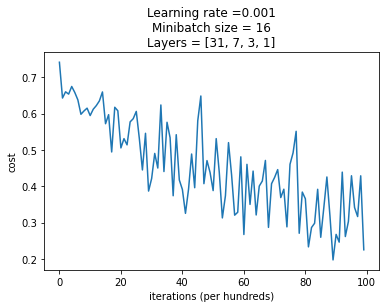 Learning rate =0.001
Minibatch size = 16
Layers = [31, 7, 3, 1]
0.7
0.6
0.5
0.4
0.3
0.2
cost
0 20 40 60 80 100
iterations (per hundreds)